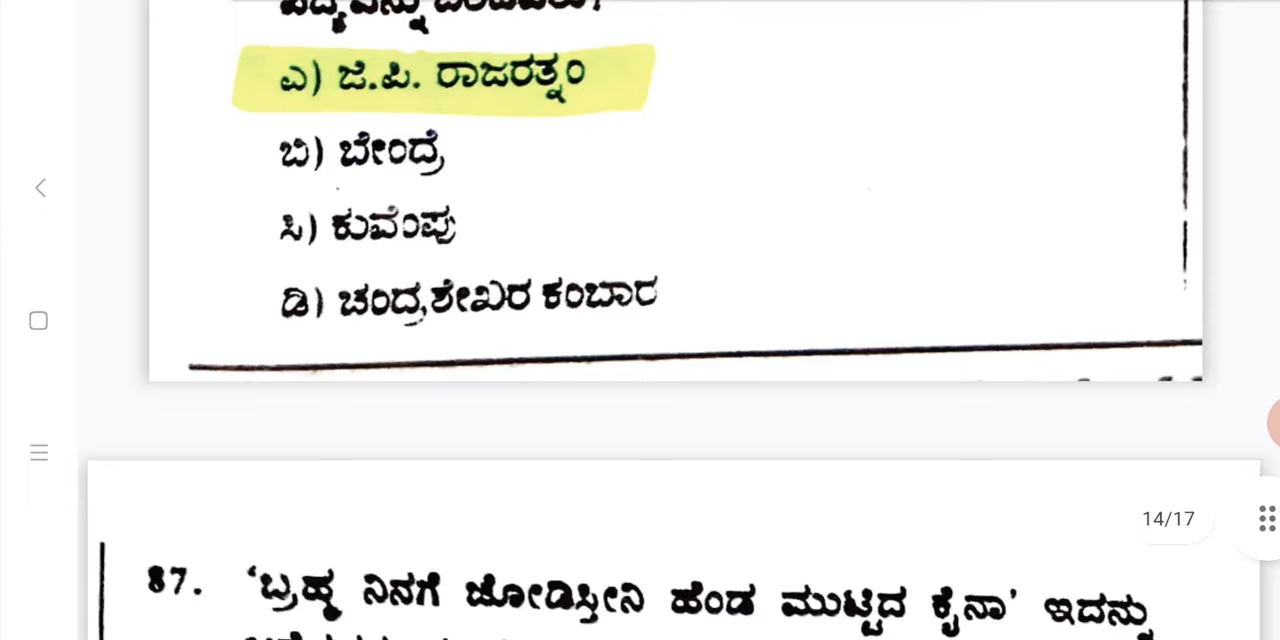 ಎ) ಜಿ.ಪಿ. ರಾಜರತ್ನಂ
ಬಿ) ಬೇಂದ್ರೆ
ಸಿ) ಕುವೆಂಪು
ಡಿ) ಚಂದ್ರಶೇಖರ ಕಂಬಾರ
14/17
87. ‘ಬ್ರಹ್ಮ ನಿನಗೆ ಜೋಡಿಸ್ತೀನಿ ಹೆಂಡ ಮುಟ್ಟಿದ ಕೈನಾ’ ಇದನ್ನು